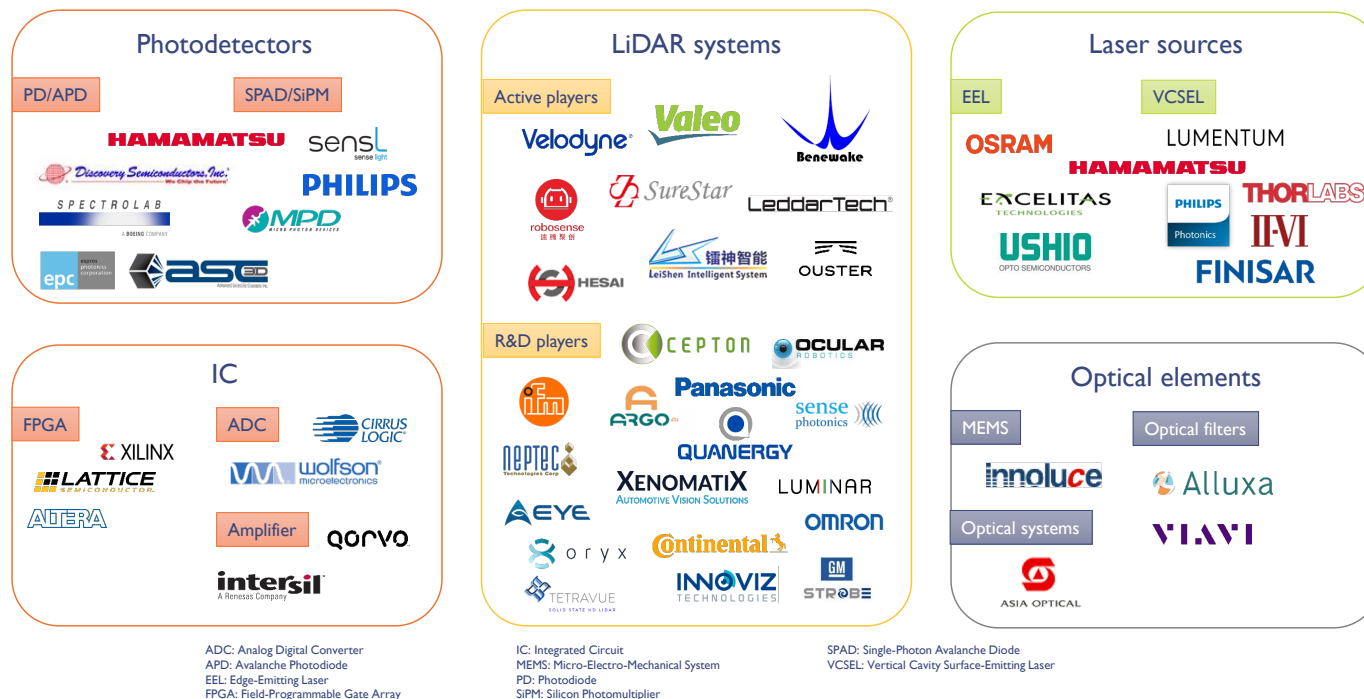 Photodetectors
PD/APD
SPAD/SiPM
HAMAMATSU
sensL
sense light
Discovery Semiconductors, Inc.
We Chip the Future
PHILIPS
SPECTROLAB
A BOEING COMPANY
MPD
MICRO PHOTON DEVICES
epc
espros
photonics
corporation
asc
3D
IC
FPGA
ADC
CIRRUS
LOGIC®
XILINX
wolfson®
microelectronics
LATTICE
SEMICONDUCTOR
ALTERA
Amplifier
QORVO
intersil
A Renesas Company
LiDAR systems
Active players
Velodyne®
Valeo
Benewake
robosense
速腾聚创
SureStar
LeddarTech®
HESAI
镭神智能
LeiShen Intelligent System
OUSTER
R&D players
CEPTON
OCULAR
ROBOTICS
ifm
ARGO.ai
Panasonic
sense
photonics
QUANERGY
neptec
Technologies Corp
XENOMATIX
AUTOMOTIVE VISION SOLUTIONS
LUMINAR
AEYE
OMRON
oryx
Continental
TETRAVUE
SOLID STATE HD LIDAR
INNOVIZ
TECHNOLOGIES
GM
STROBE
Laser sources
EEL
VCSEL
OSRAM
LUMENTUM
HAMAMATSU
EXCELITAS
TECHNOLOGIES
PHILIPS
Photonics
THORLABS
II-VI
USHIO
OPTO SEMICONDUCTORS
FINISAR
Optical elements
MEMS
Optical filters
innoluce
Alluxa
Optical systems
VIAVI
ASIA OPTICAL
ADC: Analog Digital Converter
APD: Avalanche Photodiode
EEL: Edge-Emitting Laser
FPGA: Field-Programmable Gate Array
IC: Integrated Circuit
MEMS: Micro-Electro-Mechanical System
PD: Photodiode
SiPM: Silicon Photomultiplier
SPAD: Single-Photon Avalanche Diode
VCSEL: Vertical Cavity Surface-Emitting Laser